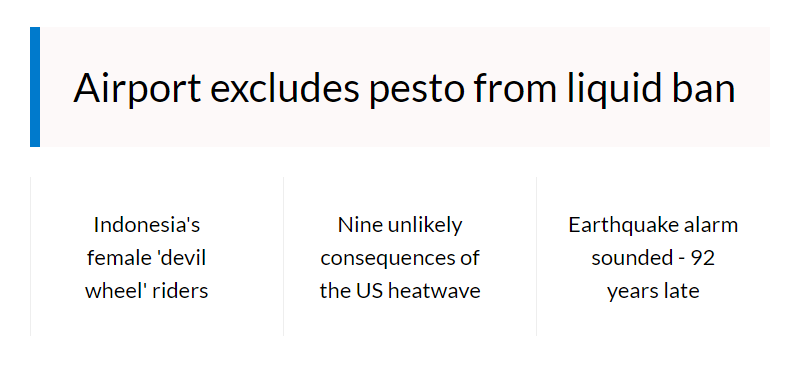 Airport excludes pesto from liquid ban
Indonesia's
female 'devil
wheel' riders
Nine unlikely
consequences of
the US heatwave
Earthquake alarm
sounded - 92
years late